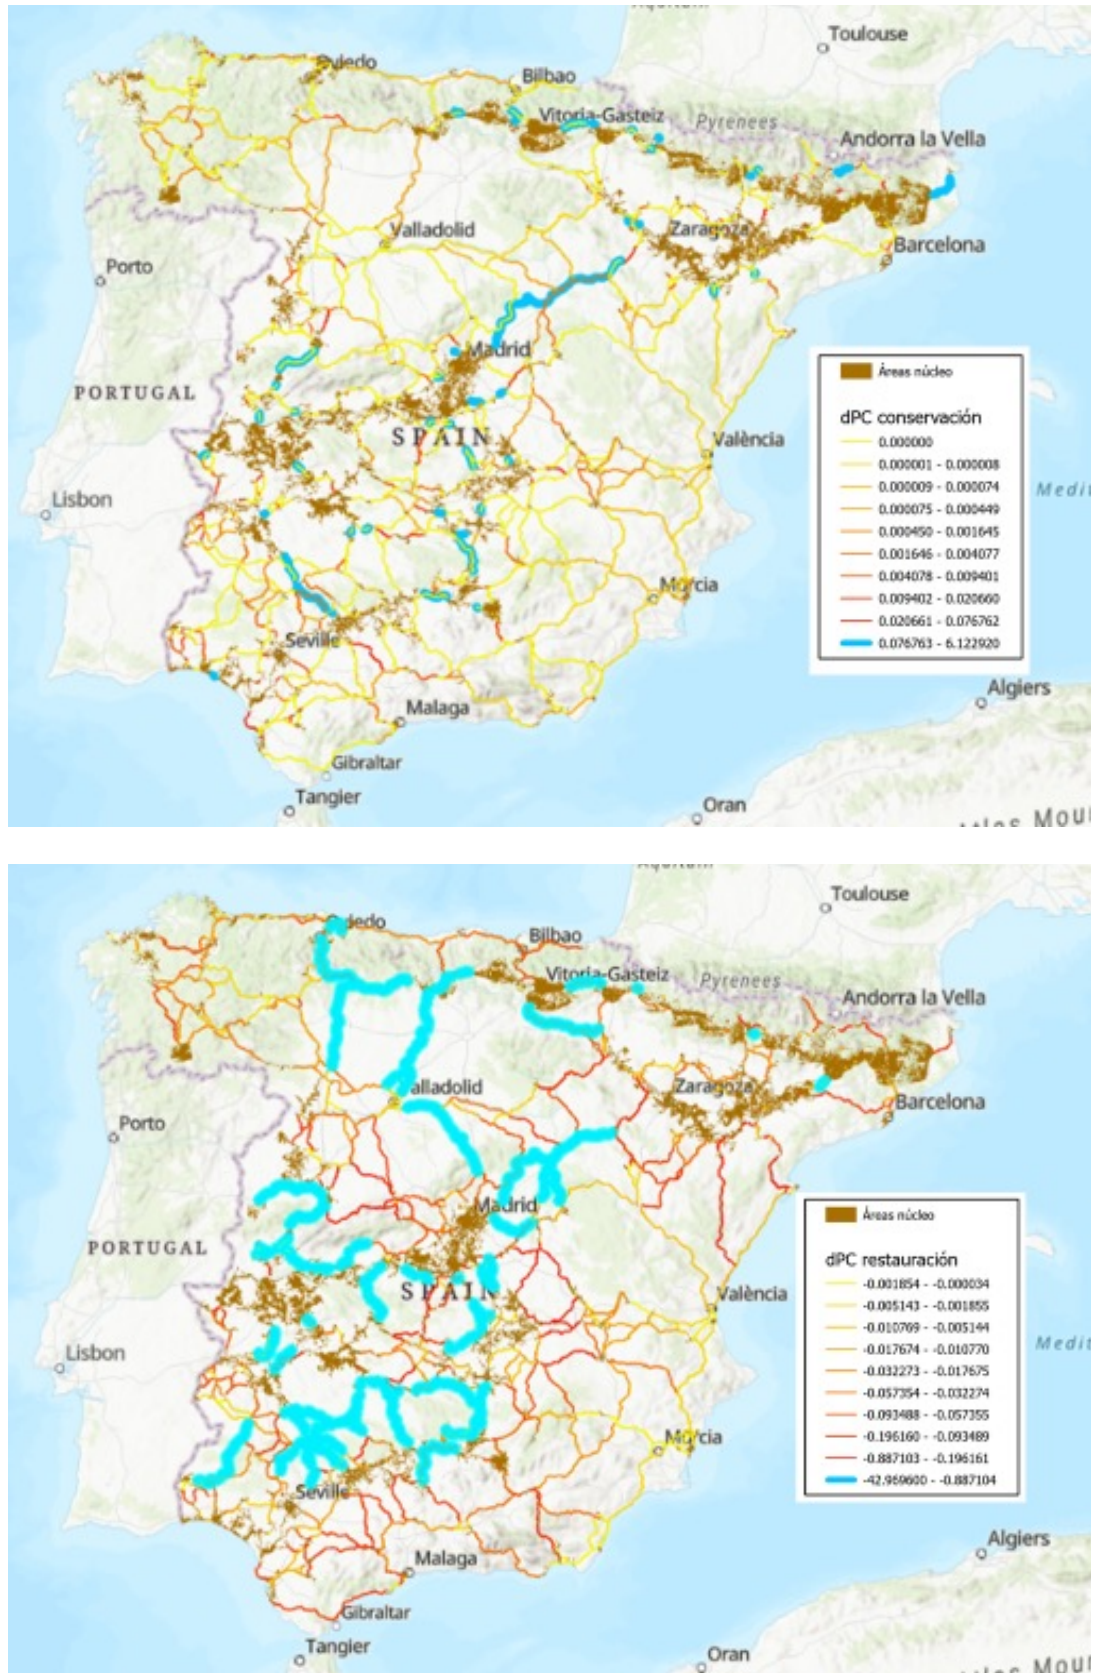 Toulouse
Oviedo
Bilbao
Vitoria-Gasteiz
Pyrenees
Andorra la Vella
Valladolid
Zaragoza
Porto
Barcelona
Madrid
PORTUGAL
SPAIN
València
Lisbon
Medit
Murcia
Seville
Malaga
Algiers
Gibraltar
Tangier
Oran
Atlas Mou
Áreas núcleo
dPC conservación
0.000000
0.000001 - 0.000008
0.000009 - 0.000074
0.000075 - 0.000449
0.000450 - 0.001645
0.001646 - 0.004077
0.004078 - 0.009401
0.009402 - 0.020660
0.020661 - 0.076762
0.076763 - 6.122920
Toulouse
Oviedo
Bilbao
Vitoria-Gasteiz
Pyrenees
Andorra la Vella
alladolid
Zaragoza
Barcelona
Porto
Madrid
PORTUGAL
SPAIN
València
Lisbon
Medit
Murcia
Seville
Malaga
Algiers
Gibraltar
Tangier
Oran
Atlas Mou
Áreas núcleo
dPC restauración
-0.001854 - -0.000034
-0.005143 - -0.001855
-0.010769 - -0.005144
-0.017674 - -0.010770
-0.032273 - -0.017675
-0.057354 - -0.032274
-0.093488 - -0.057355
-0.196160 - -0.093489
-0.887103 - -0.196161
-42.969600 - -0.887104